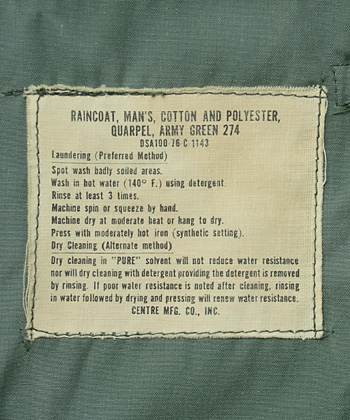 RAINCOAT, MAN'S, COTTON AND POLYESTER,
QUARPEL, ARMY GREEN 274
DSA100-76-C-1143
Laundering (Preferred Method)
Spot wash badly soiled areas.
Wash in hot water (140° F.) using detergent.
Rinse at least 3 times.
Machine spin or squeeze by hand.
Machine dry at moderate heat or hang to dry.
Press with moderately hot iron (synthetic setting).
Dry Cleaning (Alternate method)
Dry cleaning in "PURE" solvent will not reduce water resistance
nor will dry cleaning with detergent providing the detergent is removed
by rinsing. If poor water resistance is noted after cleaning, rinsing
in water followed by drying and pressing will renew water resistance.
CENTRE MFG. CO., INC.